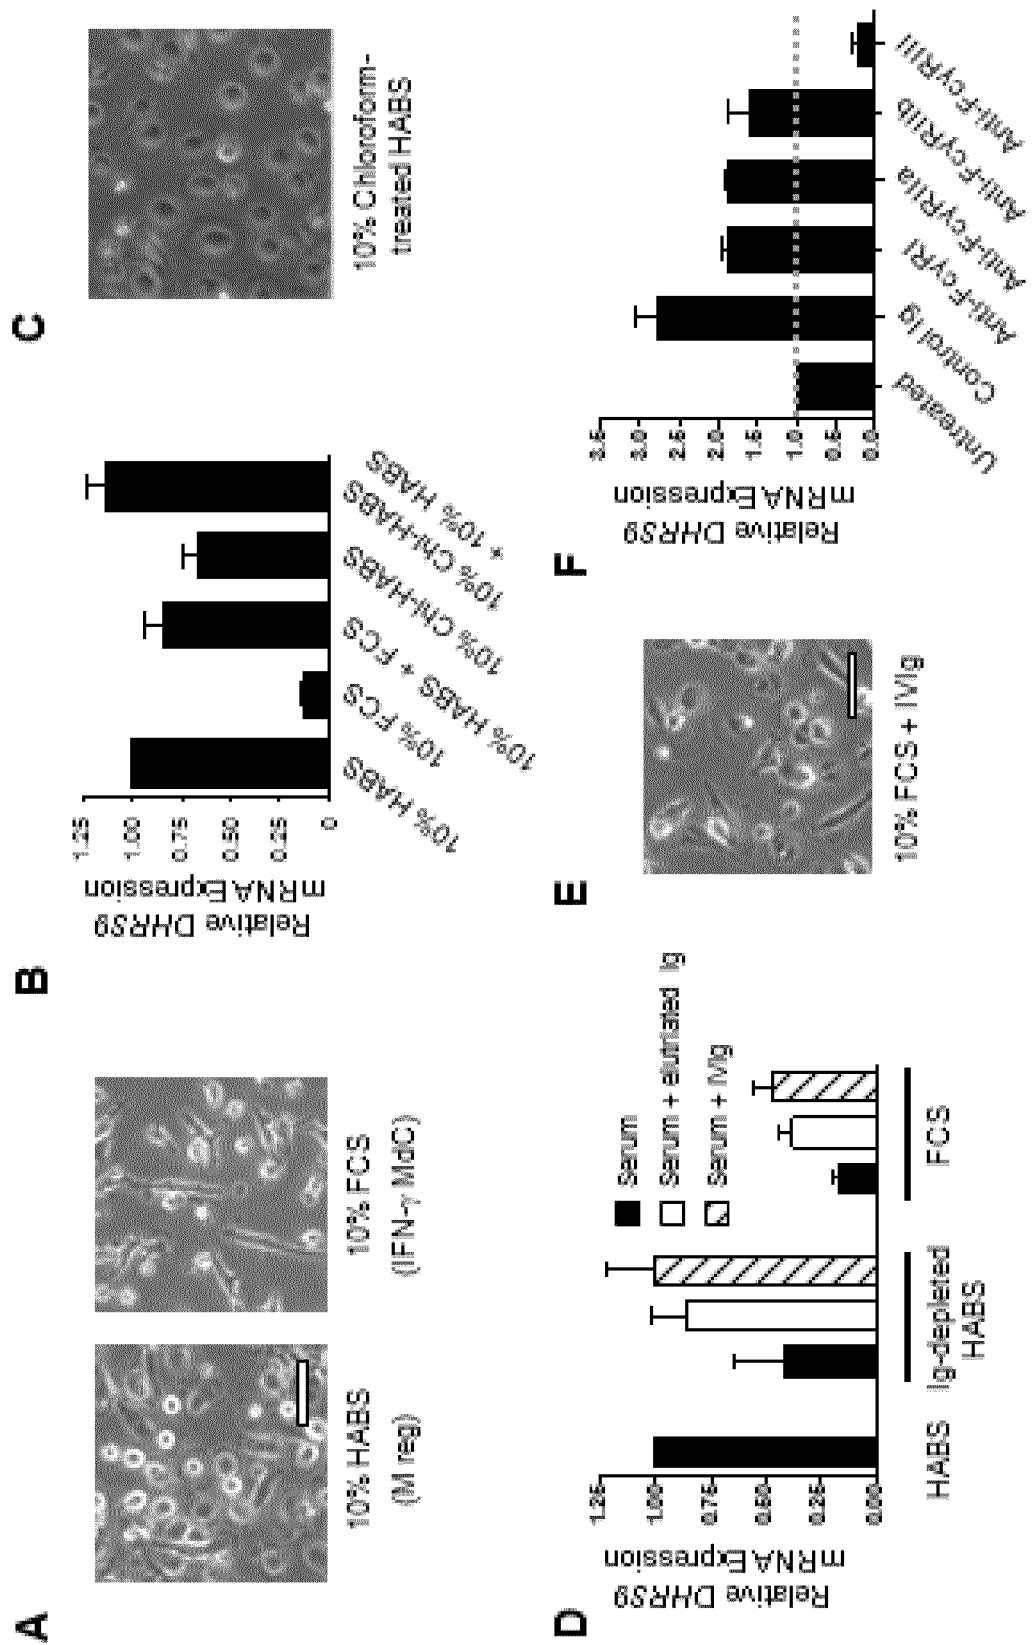 A
10% HABS
(M reg)
10% FCS
(IFN-γ MdC)
B
Relative DHRS9
mRNA Expression
1.25
1.00
0.75
0.50
0.25
0
10% HABS
10% FCS
10% HABS + FCS
10% Chl-HABS
10% Chl-HABS
+ 10% HABS
C
10% Chloroform-
treated HABS
D
Relative DHRS9
mRNA Expression
1.25
1.00
0.75
0.50
0.25
0.00
HABS
Ig-depleted
HABS
FCS
Serum
Serum + elutriated Ig
Serum + IVIg
E
10% FCS + IVIg
F
Relative DHRS9
mRNA Expression
3.5
3.0
2.5
2.0
1.5
1.0
0.5
0.0
Untreated
Control Ig
Anti-FcγRI
Anti-FcγRIIa
Anti-FcγRIIb
Anti-FcγRIII